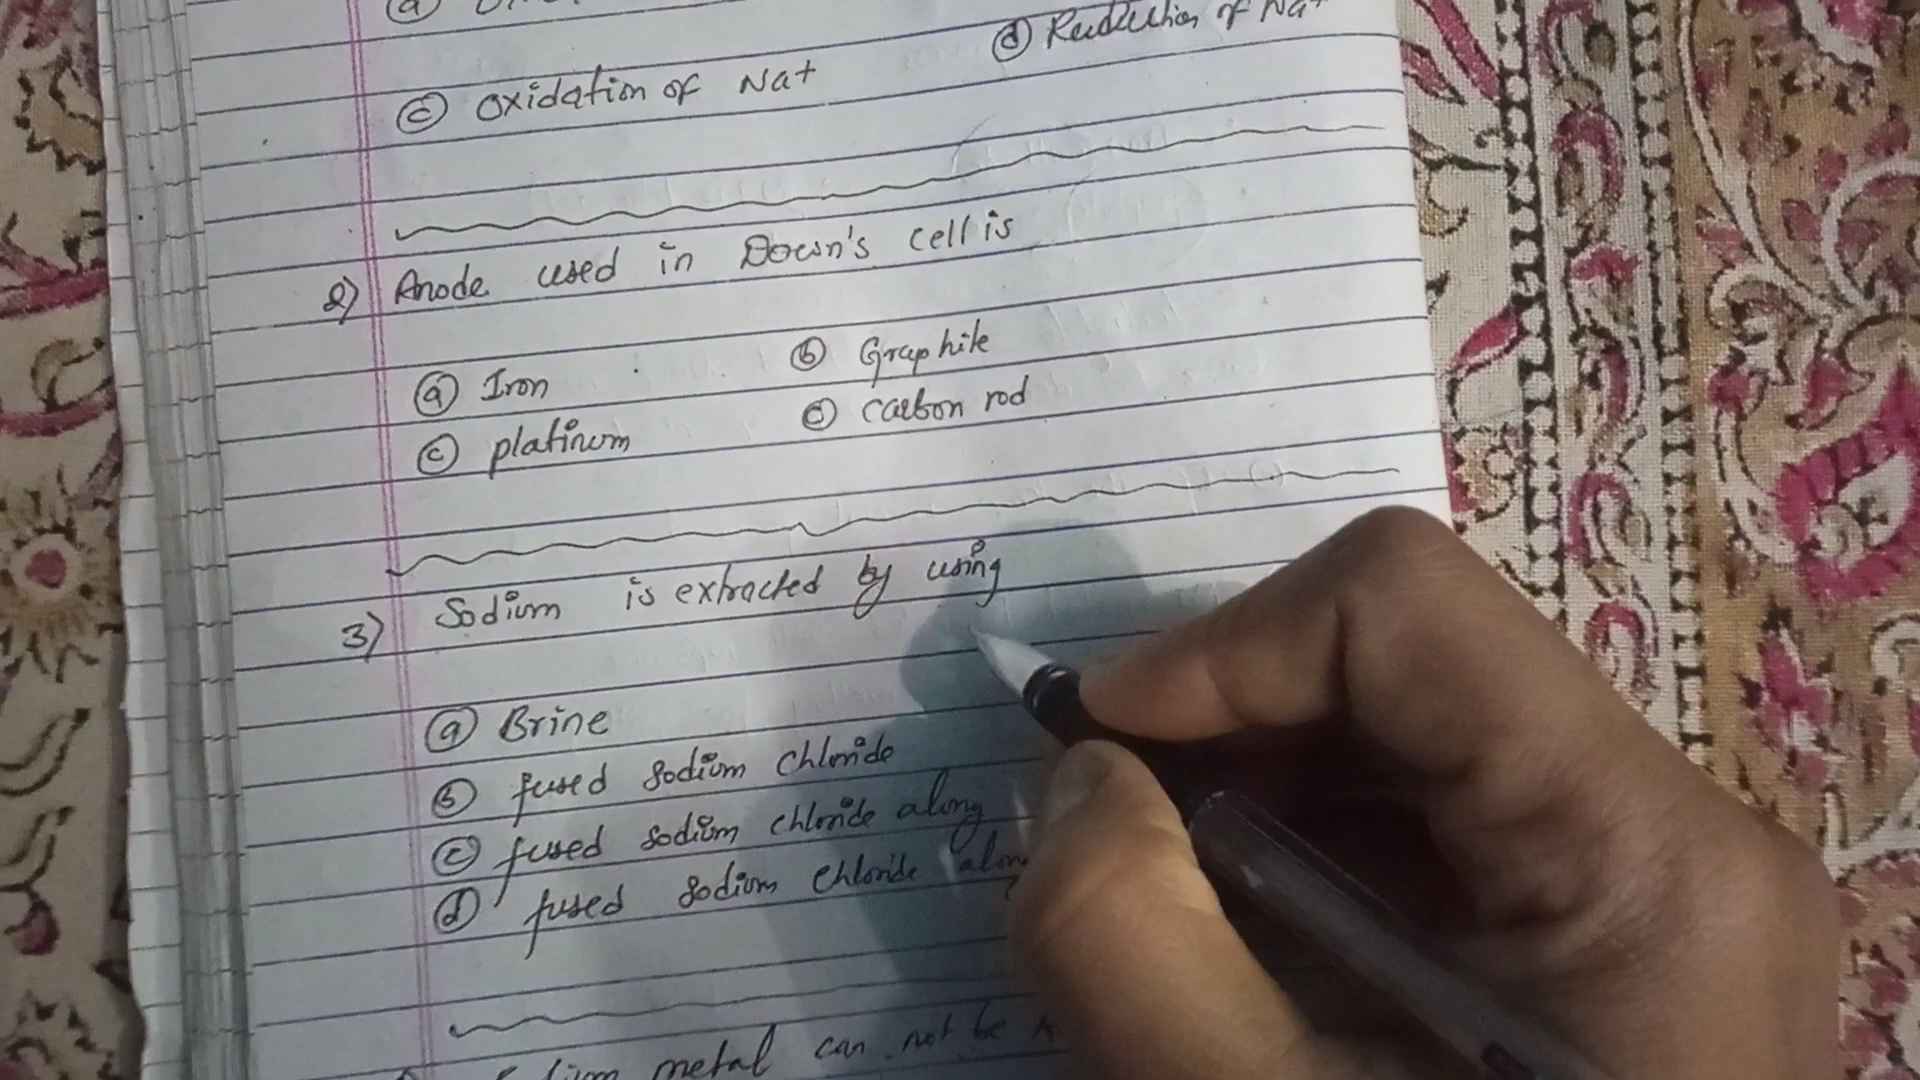 ⓓ Reduction of Na+
ⓒ Oxidation of Na+
2) Anode used in Down's cell is
ⓐ Iron ⓑ Graphite
ⓒ platinum ⓓ carbon rod
3) Sodium is extracted by using
ⓐ Brine
ⓑ fused sodium chloride
ⓒ fused sodium chloride along
ⓓ fused sodium chloride
metal can not be